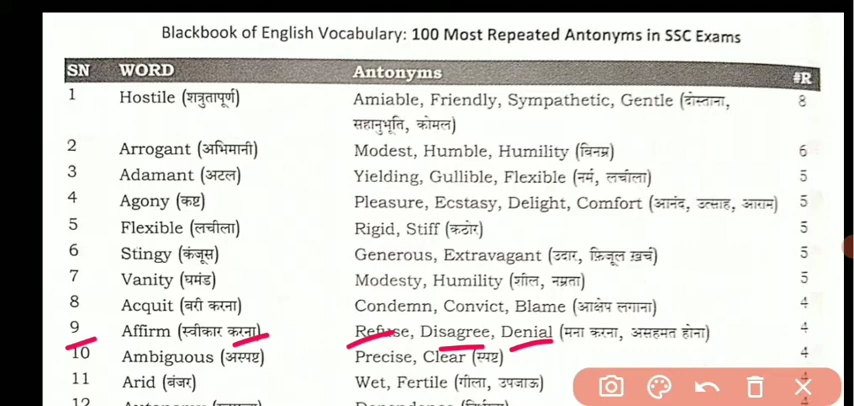 Blackbook of English Vocabulary: 100 Most Repeated Antonyms in SSC Exams
SN WORD Antonyms #R
1 Hostile (शत्रुतापूर्ण) Amiable, Friendly, Sympathetic, Gentle (दोस्ताना, 8
सहानुभूति, कोमल)
2 Arrogant (अभिमानी) Modest, Humble, Humility (विनम्र) 6
3 Adamant (अटल) Yielding, Gullible, Flexible (नर्म, लचीला) 5
4 Agony (कष्ट) Pleasure, Ecstasy, Delight, Comfort (आनंद, उत्साह, आराम) 5
5 Flexible (लचीला) Rigid, Stiff (कठोर) 5
6 Stingy (कंजूस) Generous, Extravagant (उदार, फ़िजूल ख़र्च) 5
7 Vanity (घमंड) Modesty, Humility (शील, नम्रता) 5
8 Acquit (बरी करना) Condemn, Convict, Blame (आक्षेप लगाना) 4
9 Affirm (स्वीकार करना) Refuse, Disagree, Denial (मना करना, असहमत होना) 4
10 Ambiguous (अस्पष्ट) Precise, Clear (स्पष्ट) 4
11 Arid (बंजर) Wet, Fertile (गीला, उपजाऊ)
12